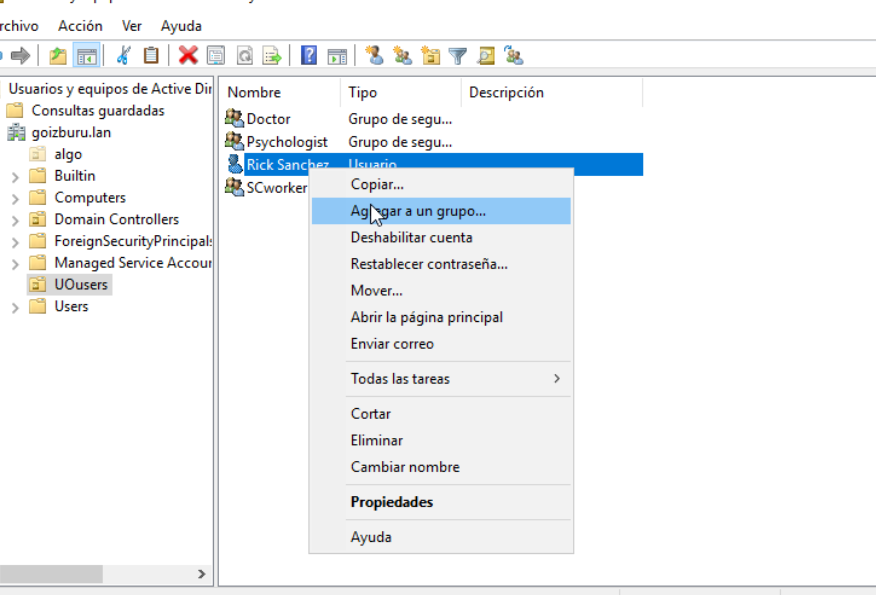 rchivo Acción Ver Ayuda
Usuarios y equipos de Active Dir
Consultas guardadas
goizburu.lan
algo
Builtin
Computers
Domain Controllers
ForeignSecurityPrincipals
Managed Service Accour
UOusers
Users
Nombre Tipo Descripción
Doctor Grupo de segu...
Psychologist Grupo de segu...
Rick Sanchez Usuario
SCworker
Copiar...
Agregar a un grupo...
Deshabilitar cuenta
Restablecer contraseña...
Mover...
Abrir la página principal
Enviar correo
Todas las tareas
Cortar
Eliminar
Cambiar nombre
Propiedades
Ayuda